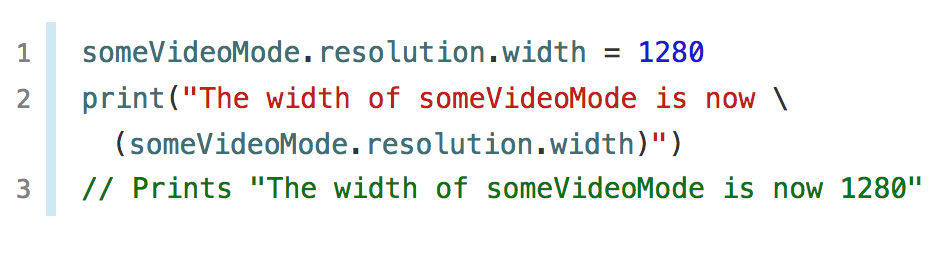 1 someVideoMode.resolution.width = 1280
2 print("The width of someVideoMode is now \
(someVideoMode.resolution.width)")
3 // Prints "The width of someVideoMode is now 1280"